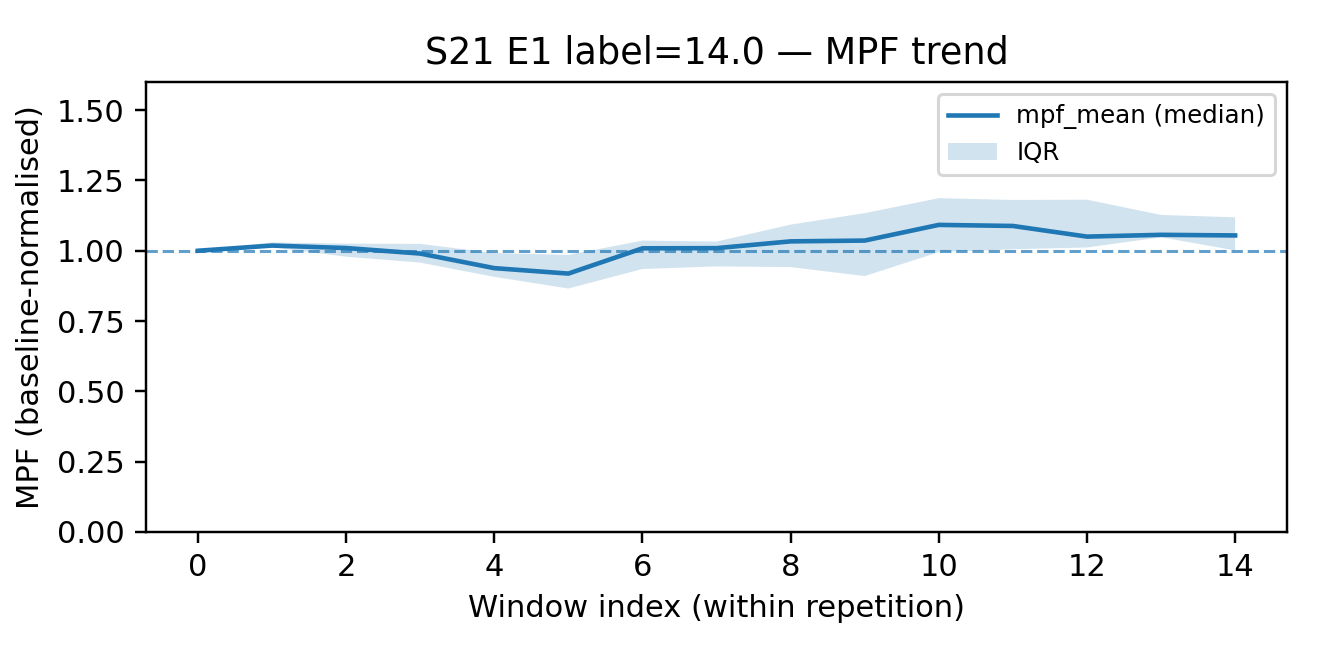 S21 E1 label=14.0 — MPF trend
MPF (baseline-normalised)
1.50
1.25
1.00
0.75
0.50
0.25
0.00
mpf_mean (median)
IQR
0 2 4 6 8 10 12 14
Window index (within repetition)